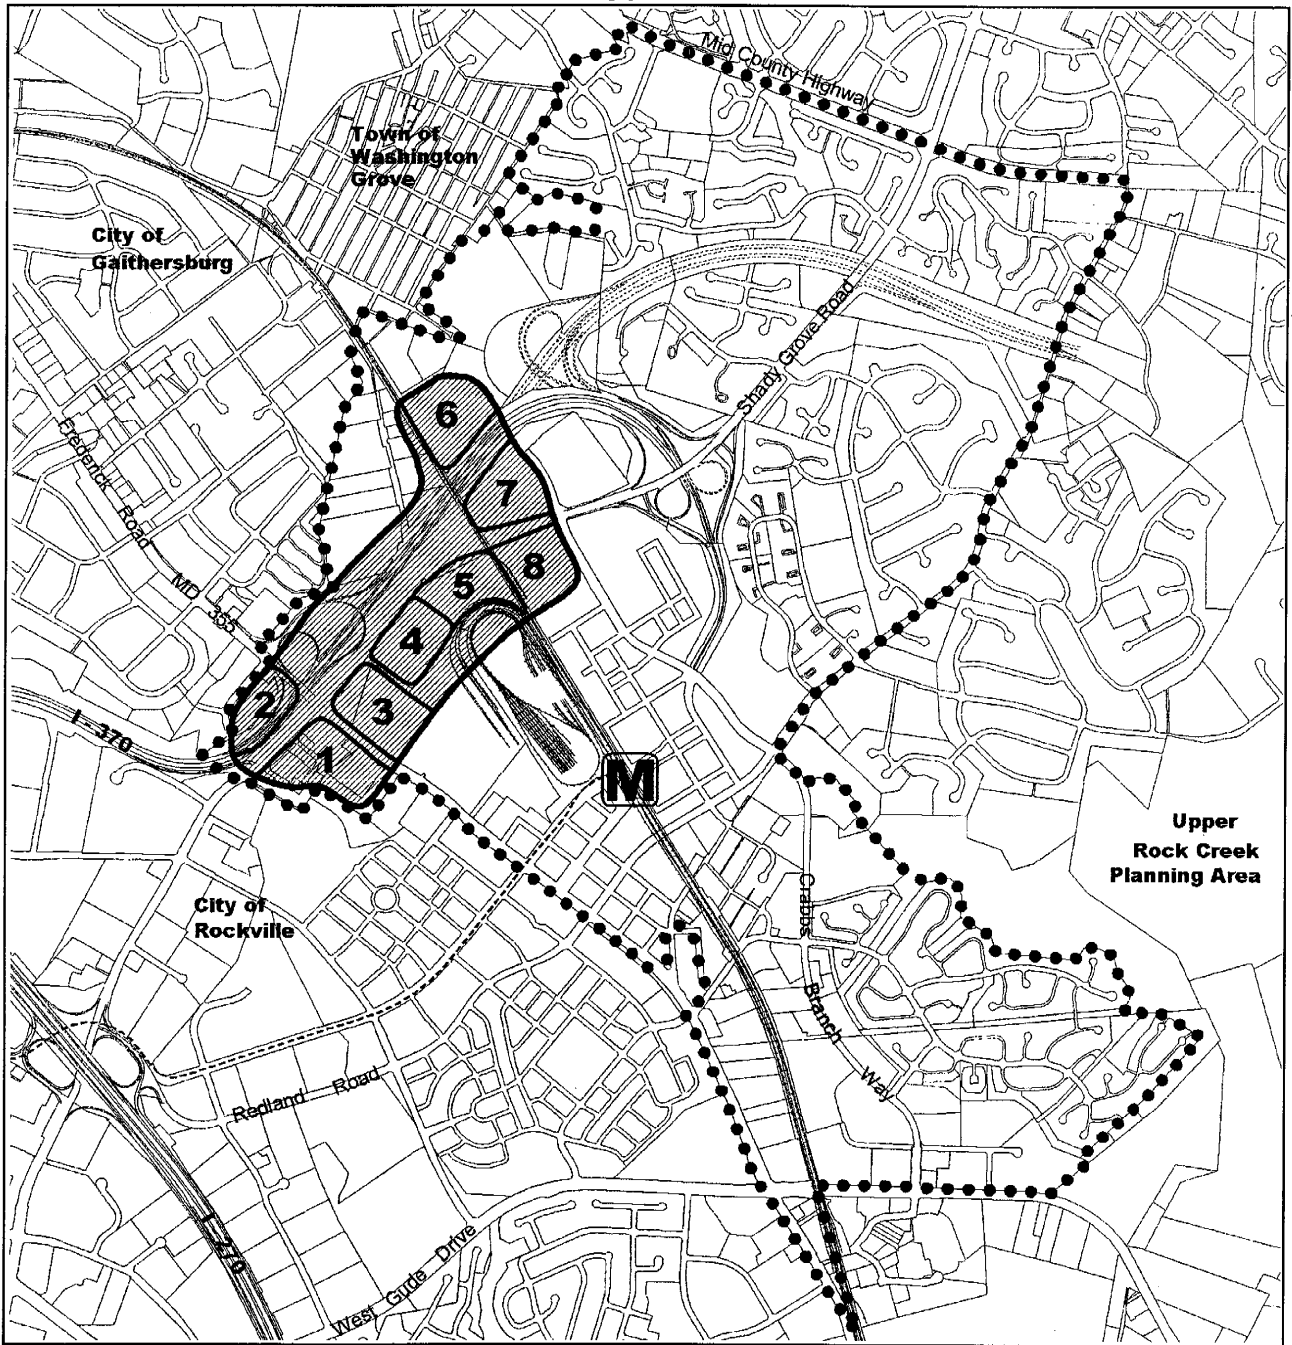 Mid County Highway
Town of
Washington
Grove
City of
Gaithersburg
Shady Grove Road
Frederick Road
MD 355
6
7
8
5
4
3
2
1
I - 370
M
Upper
Rock Creek
Planning Area
City of
Rockville
Crabbs Branch Way
Redland Road
West Gude Drive